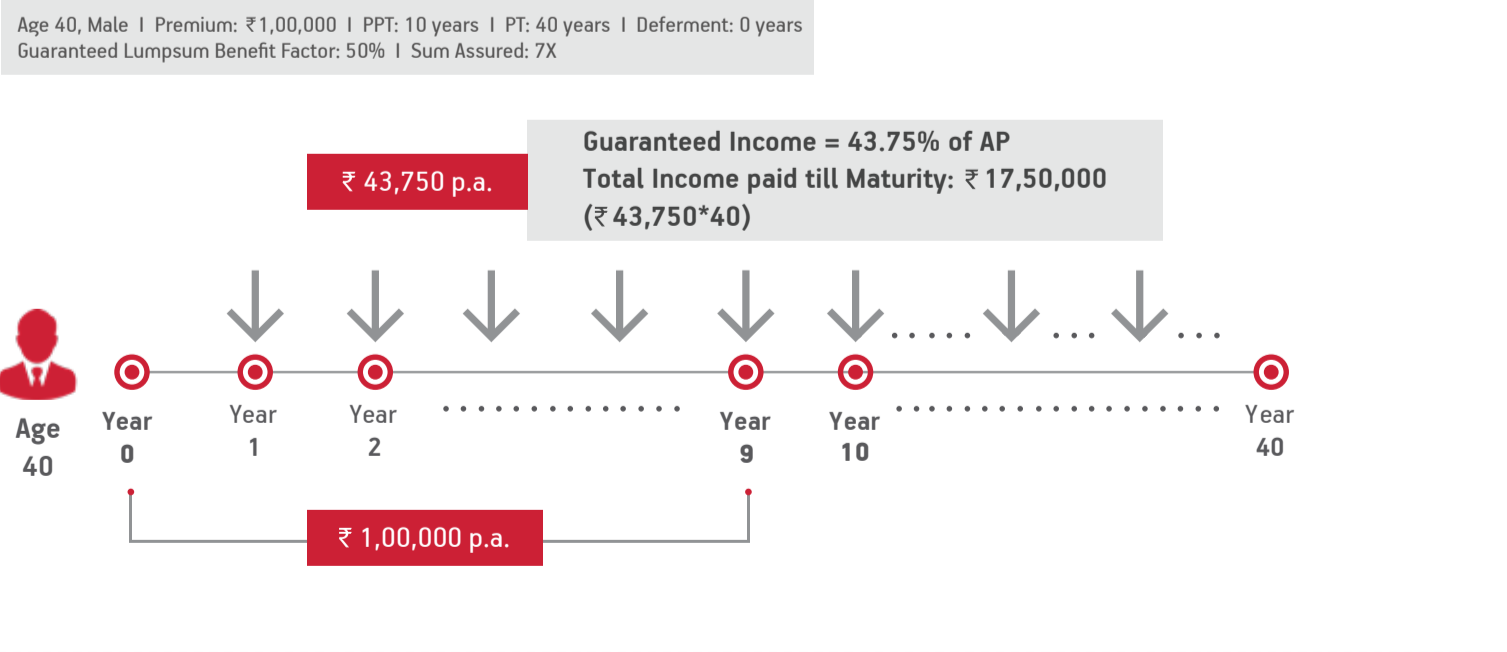 Age 40, Male I Premium: ₹1,00,000 I PPT: 10 years I PT: 40 years I Deferment: 0 years
Guaranteed Lumpsum Benefit Factor: 50% I Sum Assured: 7X
₹ 43,750 p.a.
Guaranteed Income = 43.75% of AP
Total Income paid till Maturity: ₹ 17,50,000
(₹ 43,750*40)
Age
40
Year
0
Year
1
Year
2
Year
9
Year
10
Year
40
₹ 1,00,000 p.a.